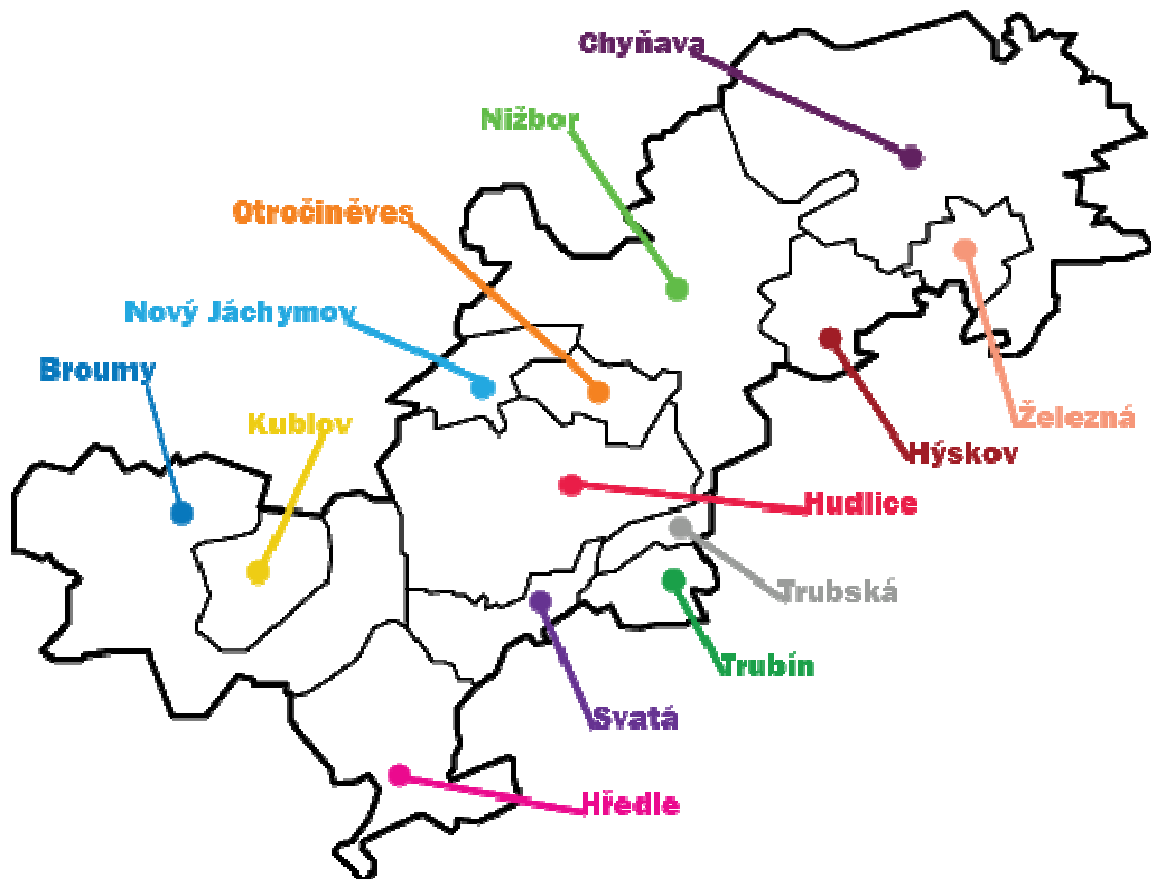 Chyňava
Nižbor
Otročiněves
Nový Jáchymov
Broumy
Kublov
Železná
Hýskov
Hudlice
Trubská
Trubín
Svatá
Hředle